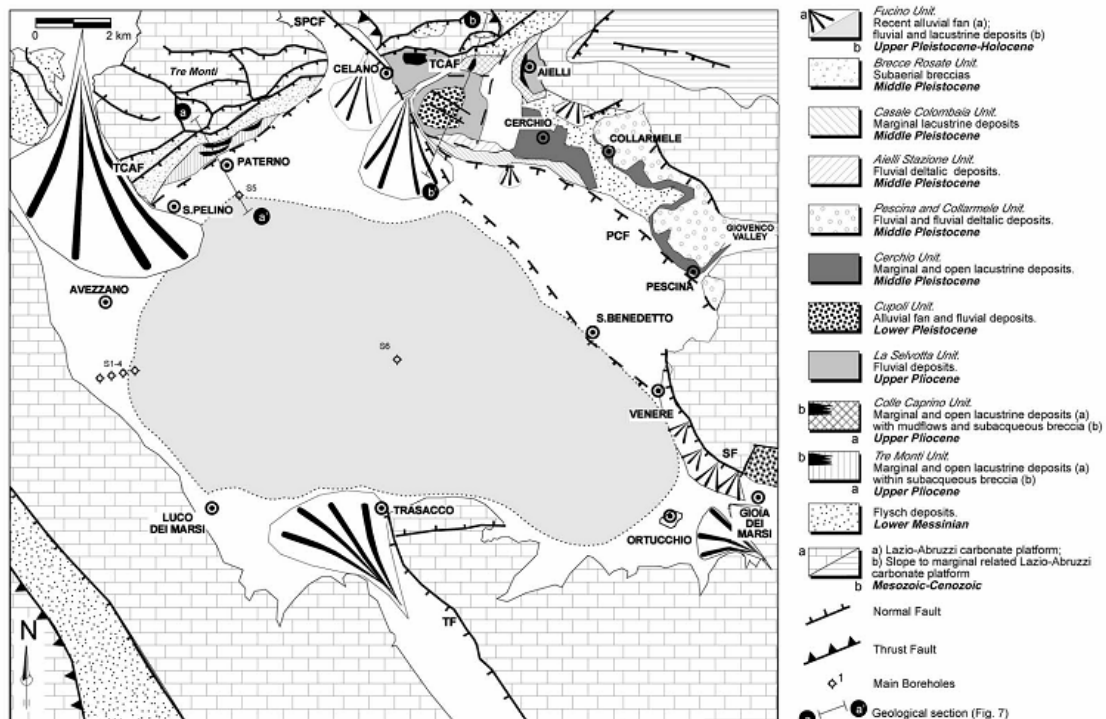 0 2 km
SPCF
b
TCAF
Tre Monti
CELANO
AIELLI
a
CERCHIO
COLLARMELE
TCAF
PATERNO
S5
S.PELINO
a'
b'
PCF
GIOVENCO
VALLEY
AVEZZANO
PESCINA
S.BENEDETTO
S6
S1-4
VENERE
SF
LUCO
DEI MARSI
TRASACCO
ORTUCCHIO
GIOIA
DEI
MARSI
TF
N
a
Fucino Unit.
Recent alluvial fan (a);
fluvial and lacustrine deposits (b)
b Upper Pleistocene-Holocene
Brecce Rosate Unit.
Subaerial breccias
Middle Pleistocene
Casale Colombaia Unit.
Marginal lacustrine deposits
Middle Pleistocene
Aielli Stazione Unit.
Fluvial deltalic deposits.
Middle Pleistocene
Pescina and Collarmele Unit.
Fluvial and fluvial deltalic deposits.
Middle Pleistocene
Cerchio Unit.
Marginal and open lacustrine deposits.
Middle Pleistocene
Cupoli Unit.
Alluvial fan and fluvial deposits.
Lower Pleistocene
La Selvotta Unit.
Fluvial deposits.
Upper Pliocene
Colle Caprino Unit.
b Marginal and open lacustrine deposits (a)
with mudflows and subacqueous breccia (b)
a Upper Pliocene
Tre Monti Unit.
b Marginal and open lacustrine deposits (a)
within subacqueous breccia (b)
a Upper Pliocene
Flysch deposits.
Lower Messinian
a a) Lazio-Abruzzi carbonate platform;
b) Slope to marginal related Lazio-Abruzzi
carbonate platform
b Mesozoic-Cenozoic
Normal Fault
Thrust Fault
1 Main Boreholes
a a' Geological section (Fig. 7)